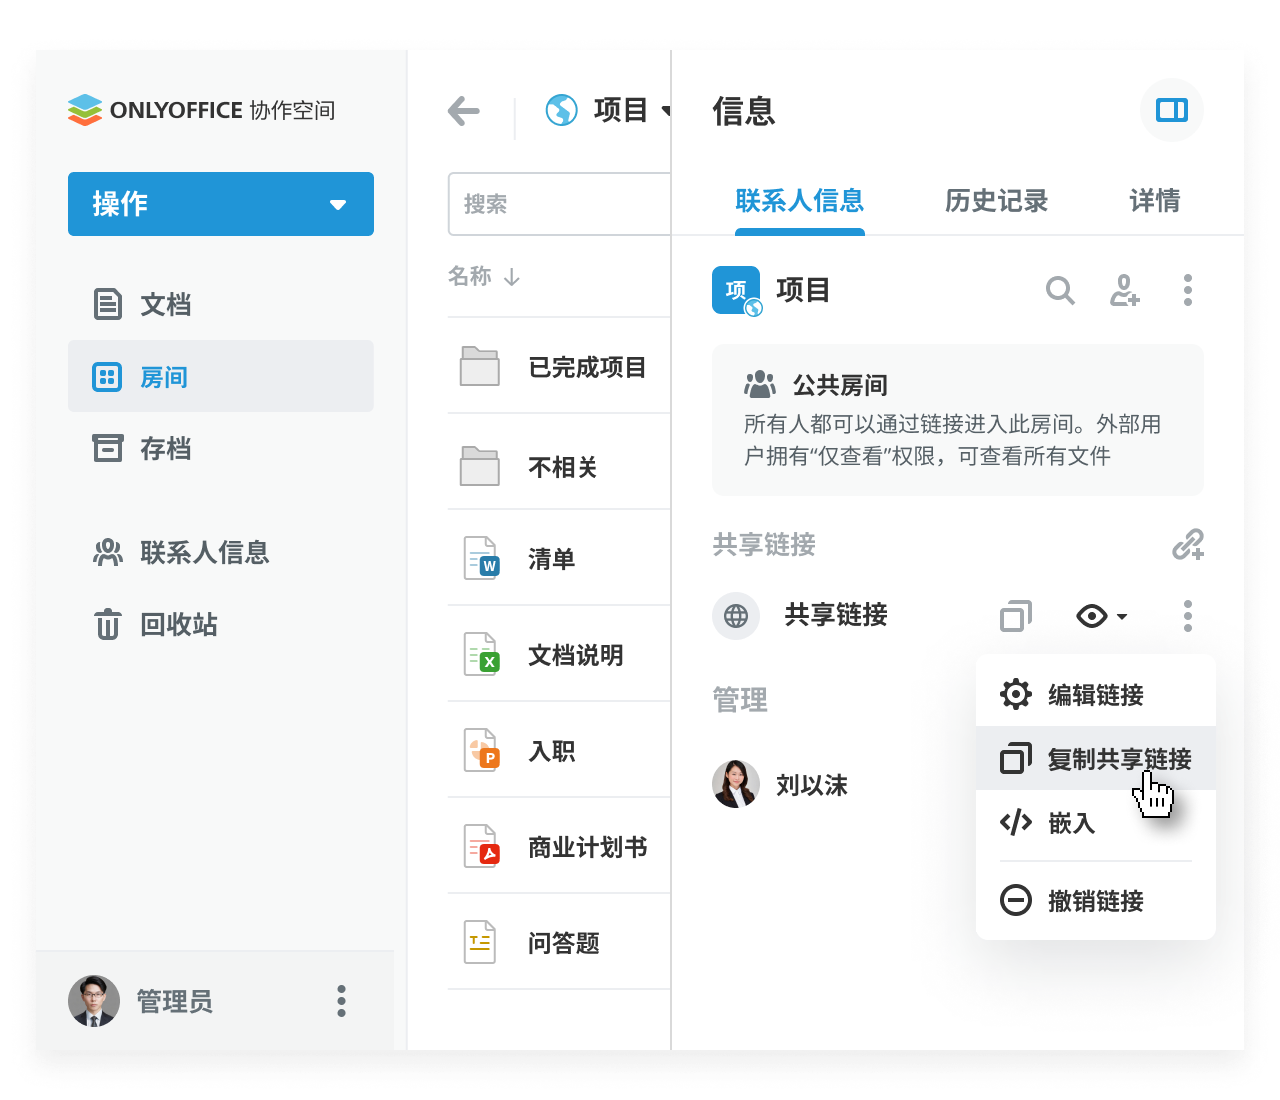 ONLYOFFICE 协作空间
操作
文档
房间
存档
联系人信息
回收站
管理员
项目
搜索
名称
已完成项目
不相关
清单
W
文档说明
X
入职
P
商业计划书
问答题
T
信息
联系人信息
历史记录
详情
项
项目
公共房间
所有人都可以通过链接进入此房间。外部用
户拥有“仅查看”权限，可查看所有文件
共享链接
共享链接
管理
刘以沫
编辑链接
复制共享链接
嵌入
撤销链接